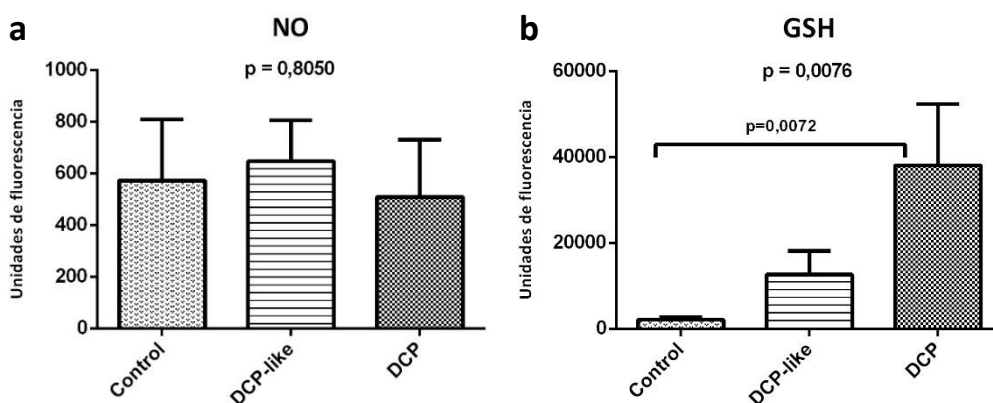 a
NO
p = 0,8050
Unidades de fluorescencia
1000
800
600
400
200
0
Control
DCP-like
DCP
b
GSH
p = 0,0076
p=0,0072
Unidades de fluorescencia
60000
40000
20000
0
Control
DCP-like
DCP